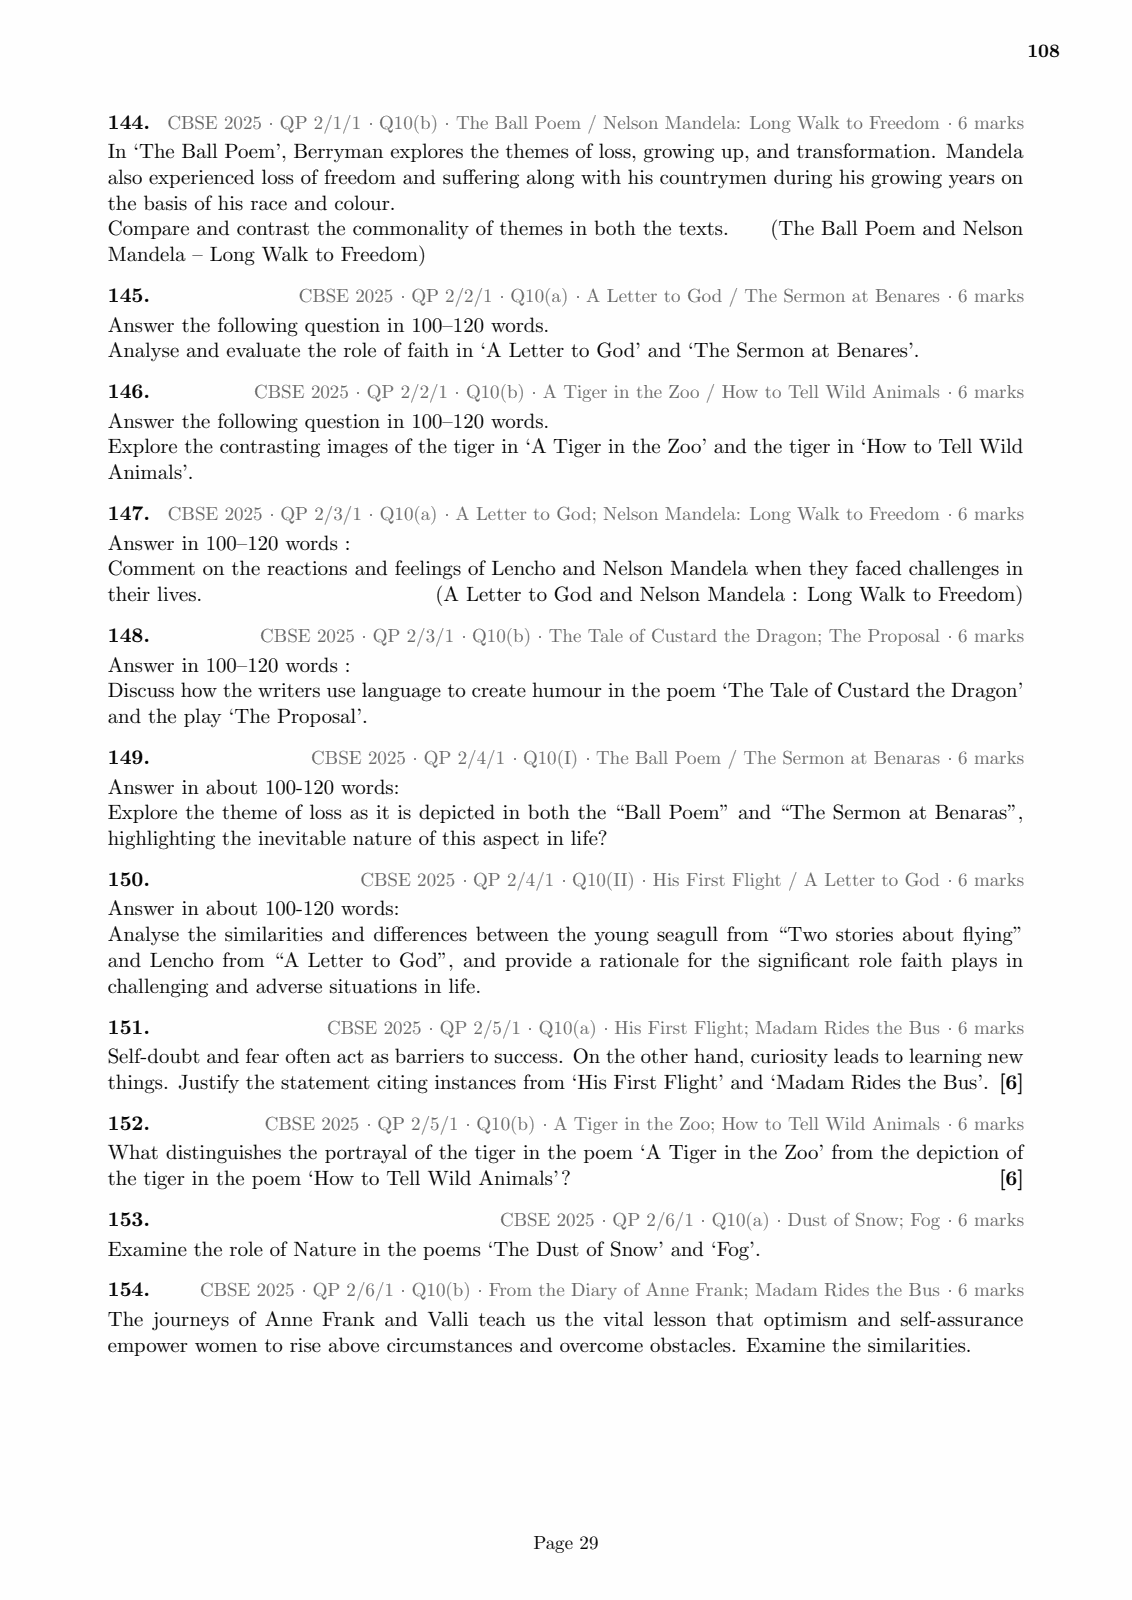 108
144. CBSE 2025 · QP 2/1/1 · Q10(b) · The Ball Poem / Nelson Mandela: Long Walk to Freedom · 6 marks
In ‘The Ball Poem’, Berryman explores the themes of loss, growing up, and transformation. Mandela
also experienced loss of freedom and suffering along with his countrymen during his growing years on
the basis of his race and colour.
Compare and contrast the commonality of themes in both the texts. (The Ball Poem and Nelson
Mandela – Long Walk to Freedom)
145. CBSE 2025 · QP 2/2/1 · Q10(a) · A Letter to God / The Sermon at Benares · 6 marks
Answer the following question in 100–120 words.
Analyse and evaluate the role of faith in ‘A Letter to God’ and ‘The Sermon at Benares’.
146. CBSE 2025 · QP 2/2/1 · Q10(b) · A Tiger in the Zoo / How to Tell Wild Animals · 6 marks
Answer the following question in 100–120 words.
Explore the contrasting images of the tiger in ‘A Tiger in the Zoo’ and the tiger in ‘How to Tell Wild
Animals’.
147. CBSE 2025 · QP 2/3/1 · Q10(a) · A Letter to God; Nelson Mandela: Long Walk to Freedom · 6 marks
Answer in 100–120 words :
Comment on the reactions and feelings of Lencho and Nelson Mandela when they faced challenges in
their lives. (A Letter to God and Nelson Mandela : Long Walk to Freedom)
148. CBSE 2025 · QP 2/3/1 · Q10(b) · The Tale of Custard the Dragon; The Proposal · 6 marks
Answer in 100–120 words :
Discuss how the writers use language to create humour in the poem ‘The Tale of Custard the Dragon’
and the play ‘The Proposal’.
149. CBSE 2025 · QP 2/4/1 · Q10(I) · The Ball Poem / The Sermon at Benaras · 6 marks
Answer in about 100-120 words:
Explore the theme of loss as it is depicted in both the “Ball Poem” and “The Sermon at Benaras”,
highlighting the inevitable nature of this aspect in life?
150. CBSE 2025 · QP 2/4/1 · Q10(II) · His First Flight / A Letter to God · 6 marks
Answer in about 100-120 words:
Analyse the similarities and differences between the young seagull from “Two stories about flying”
and Lencho from “A Letter to God”, and provide a rationale for the significant role faith plays in
challenging and adverse situations in life.
151. CBSE 2025 · QP 2/5/1 · Q10(a) · His First Flight; Madam Rides the Bus · 6 marks
Self-doubt and fear often act as barriers to success. On the other hand, curiosity leads to learning new
things. Justify the statement citing instances from ‘His First Flight’ and ‘Madam Rides the Bus’. [6]
152. CBSE 2025 · QP 2/5/1 · Q10(b) · A Tiger in the Zoo; How to Tell Wild Animals · 6 marks
What distinguishes the portrayal of the tiger in the poem ‘A Tiger in the Zoo’ from the depiction of
the tiger in the poem ‘How to Tell Wild Animals’? [6]
153. CBSE 2025 · QP 2/6/1 · Q10(a) · Dust of Snow; Fog · 6 marks
Examine the role of Nature in the poems ‘The Dust of Snow’ and ‘Fog’.
154. CBSE 2025 · QP 2/6/1 · Q10(b) · From the Diary of Anne Frank; Madam Rides the Bus · 6 marks
The journeys of Anne Frank and Valli teach us the vital lesson that optimism and self-assurance
empower women to rise above circumstances and overcome obstacles. Examine the similarities.
Page 29